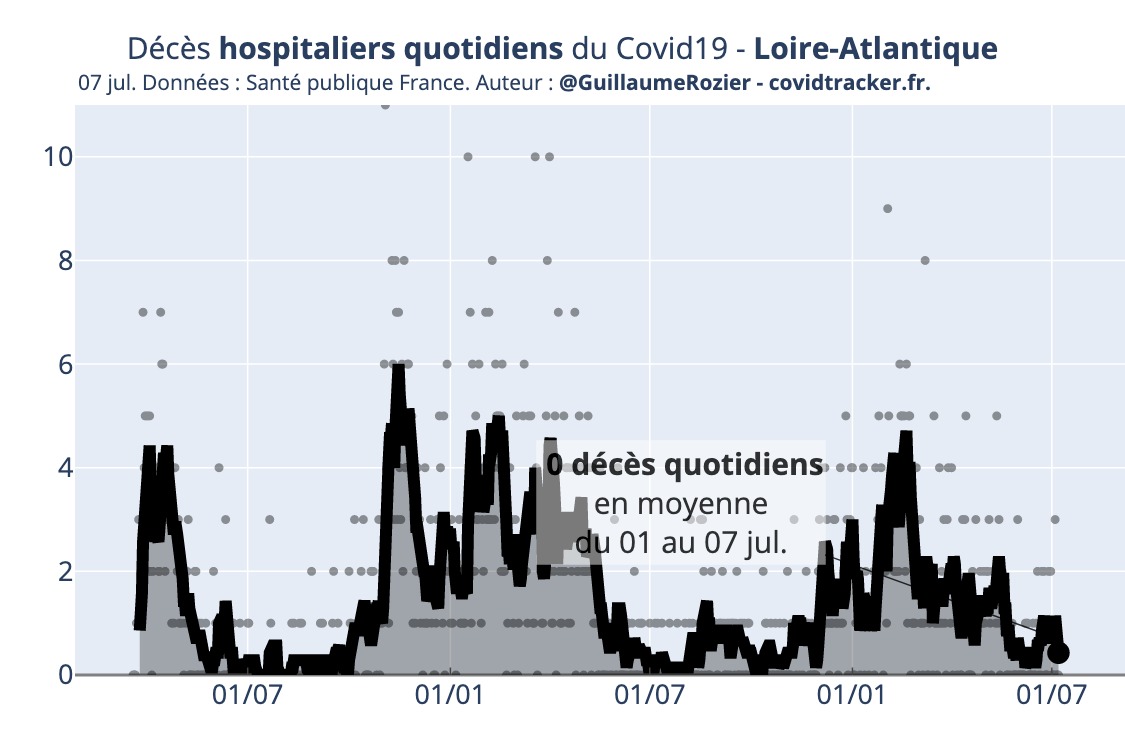 Décès hospitaliers quotidiens du Covid19 - Loire-Atlantique
07 jul. Données : Santé publique France. Auteur : @GuillaumeRozier - covidtracker.fr.
10
8
6
4
2
0
0 décès quotidiens
en moyenne
du 01 au 07 jul.
01/07
01/01
01/07
01/01
01/07